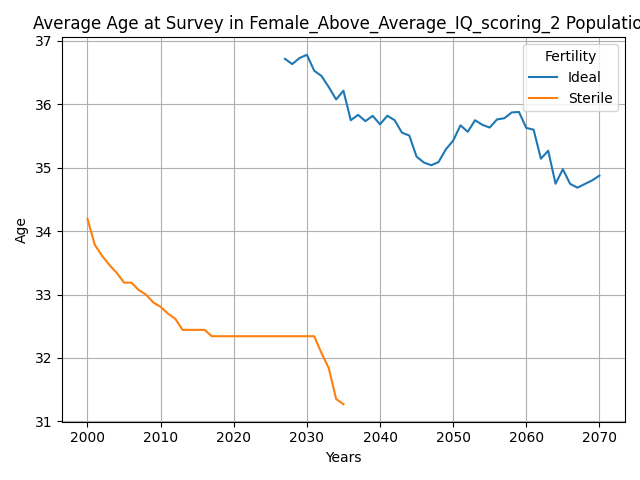 Average Age at Survey in Female_Above_Average_IQ_scoring_2 Populatio
37
36
35
34
33
32
31
Age
Fertility
Ideal
Sterile
2000 2010 2020 2030 2040 2050 2060 2070
Years